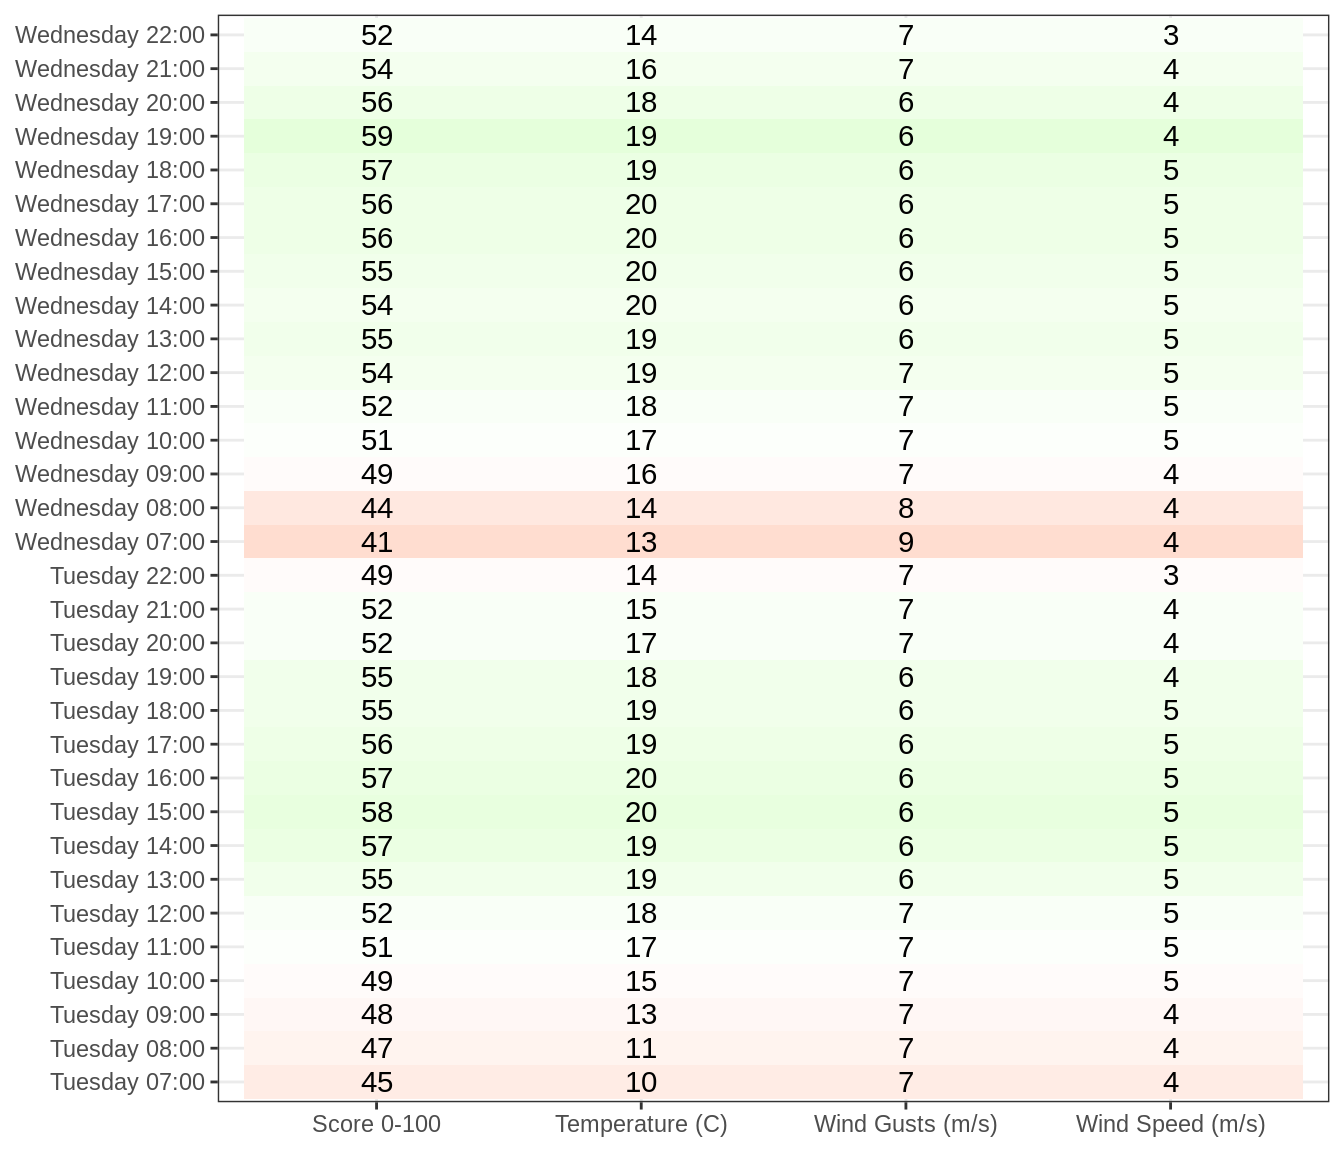 Wednesday 22:00 52 14 7 3
Wednesday 21:00 54 16 7 4
Wednesday 20:00 56 18 6 4
Wednesday 19:00 59 19 6 4
Wednesday 18:00 57 19 6 5
Wednesday 17:00 56 20 6 5
Wednesday 16:00 56 20 6 5
Wednesday 15:00 55 20 6 5
Wednesday 14:00 54 20 6 5
Wednesday 13:00 55 19 6 5
Wednesday 12:00 54 19 7 5
Wednesday 11:00 52 18 7 5
Wednesday 10:00 51 17 7 5
Wednesday 09:00 49 16 7 4
Wednesday 08:00 44 14 8 4
Wednesday 07:00 41 13 9 4
Tuesday 22:00 49 14 7 3
Tuesday 21:00 52 15 7 4
Tuesday 20:00 52 17 7 4
Tuesday 19:00 55 18 6 4
Tuesday 18:00 55 19 6 5
Tuesday 17:00 56 19 6 5
Tuesday 16:00 57 20 6 5
Tuesday 15:00 58 20 6 5
Tuesday 14:00 57 19 6 5
Tuesday 13:00 55 19 6 5
Tuesday 12:00 52 18 7 5
Tuesday 11:00 51 17 7 5
Tuesday 10:00 49 15 7 5
Tuesday 09:00 48 13 7 4
Tuesday 08:00 47 11 7 4
Tuesday 07:00 45 10 7 4
Score 0-100 Temperature (C) Wind Gusts (m/s) Wind Speed (m/s)